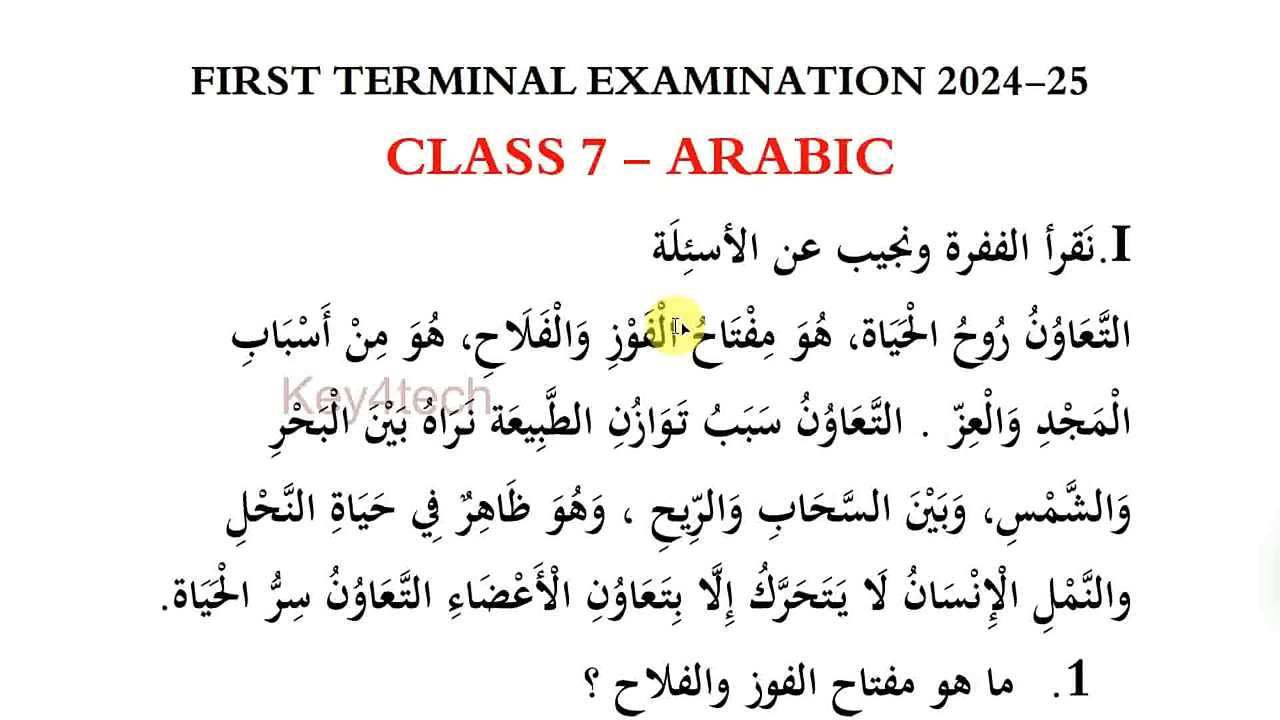 FIRST TERMINAL EXAMINATION 2024–25
CLASS 7 – ARABIC
I.نَقرأ الفقرة ونجيب عن الأسئِلَة
التَّعَاوُنُ رُوحُ الْحَيَاة، هُوَ مِفْتَاحُ الْفَوْزِ وَالْفَلَاحِ، هُوَ مِنْ أَسْبَابِ
Key4tech
الْمَجْدِ وَالْعِزّ . التَّعَاوُنُ سَبَبُ تَوَازُنِ الطَّبِيعَة نَرَاهُ بَيْنَ الْبَحْرِ
وَالشَّمْسِ، وَبَيْنَ السَّحَابِ وَالرِّيحِ ، وَهُوَ ظَاهِرٌ فِي حَيَاةِ النَّحْلِ
والنَّمْلِ الْإِنْسَانُ لَا يَتَحَرَّكُ إِلَّا بِتَعَاوُنِ الْأَعْضَاءِ التَّعَاوُنُ سِرُّ الْحَيَاة.
1. ما هو مفتاح الفوز والفلاح ؟